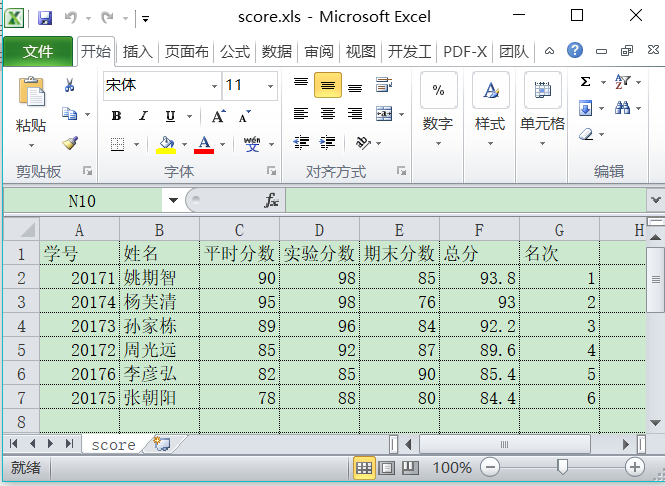 score.xls - Microsoft Excel
文件 开始 插入 页面布 公式 数据 审阅 视图 开发工 PDF-X 团队
宋体 11
粘贴 B I U A A 数字 样式 单元格
% A Σ
剪贴板 字体 对齐方式 编辑
N10 fx
A B C D E F G H
1 学号 姓名 平时分数 实验分数 期末分数 总分 名次
2 20171 姚期智 90 98 85 93.8 1
3 20174 杨芙清 95 98 76 93 2
4 20173 孙家栋 89 96 84 92.2 3
5 20172 周光远 85 92 87 89.6 4
6 20176 李彦弘 82 85 90 85.4 5
7 20175 张朝阳 78 88 80 84.4 6
8
score
就绪 100%